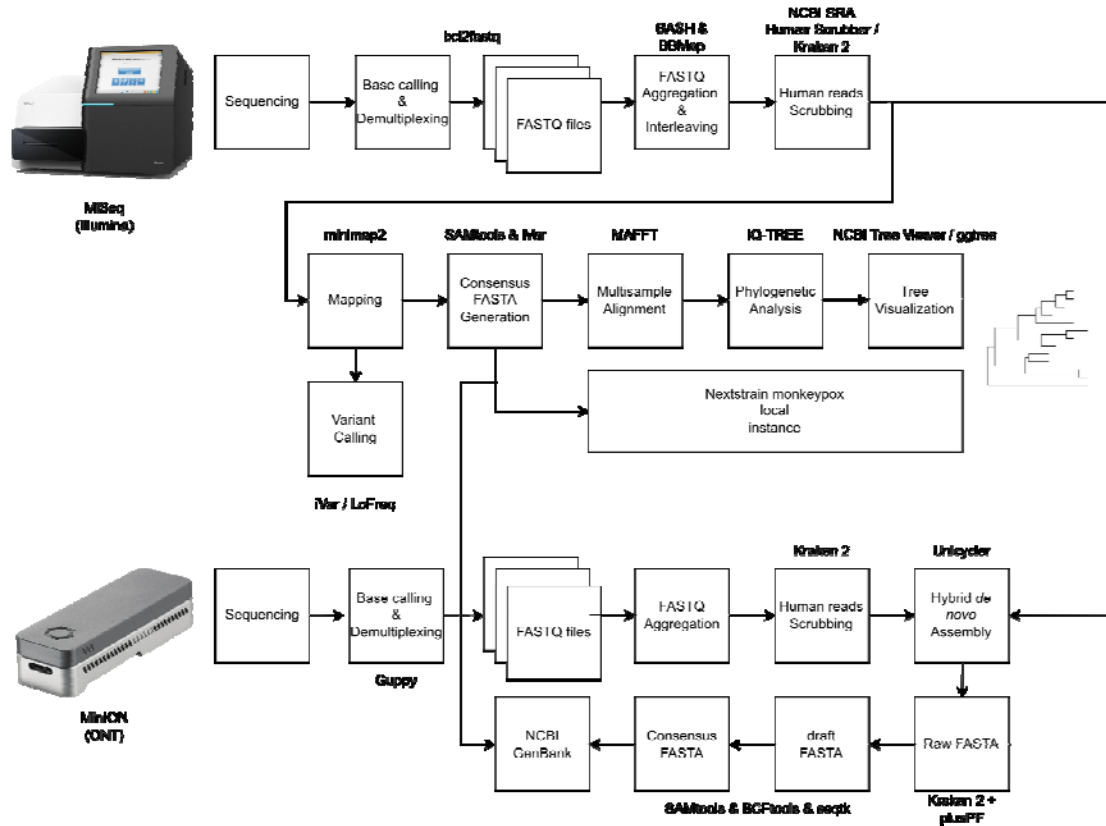 NCBI SRA
BASH &
Human Scrubber /
bcl2fastq
BBMap
Kraken 2
Sequencing
Base calling
&
Demultiplexing
FASTQ files
FASTQ
Aggregation
&
Interleaving
Human reads
Scrubbing
MiSeq
(Illumina)
minimap2
SAMtools & iVar
MAFFT
IQ-TREE
NCBI Tree Viewer / ggtree
Mapping
Consensus
FASTA
Generation
Multisample
Alignment
Phylogenetic
Analysis
Tree
Visualization
Variant
Calling
Nextstrain monkeypox
local
instance
iVar / LoFreq
Kraken 2
Unicycler
Sequencing
Base calling
&
Demultiplexing
FASTQ files
FASTQ
Aggregation
Human reads
Scrubbing
Hybrid de
novo
Assembly
Guppy
MinION
(ONT)
NCBI
GenBank
Consensus
FASTA
draft
FASTA
Raw FASTA
SAMtools & BCFtools & seqtk
Kraken 2 +
plusPF